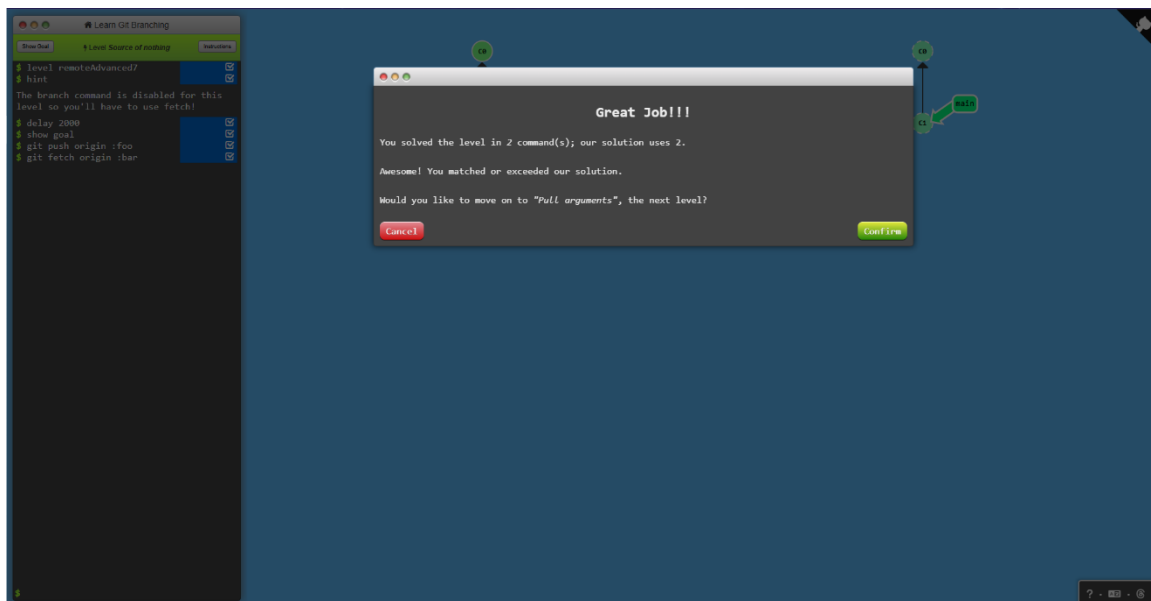 Learn Git Branching
Show Goal
Level Source of nothing
Instructions
$ level remoteAdvanced7
$ hint
The branch command is disabled for this
level so you'll have to use fetch!
$ delay 2000
$ show goal
$ git push origin :foo
$ git fetch origin :bar
$
C0
Great Job!!!
You solved the level in 2 command(s); our solution uses 2.
Awesome! You matched or exceeded our solution.
Would you like to move on to "Pull arguments", the next level?
Cancel
Confirm
C0
main
C1
?